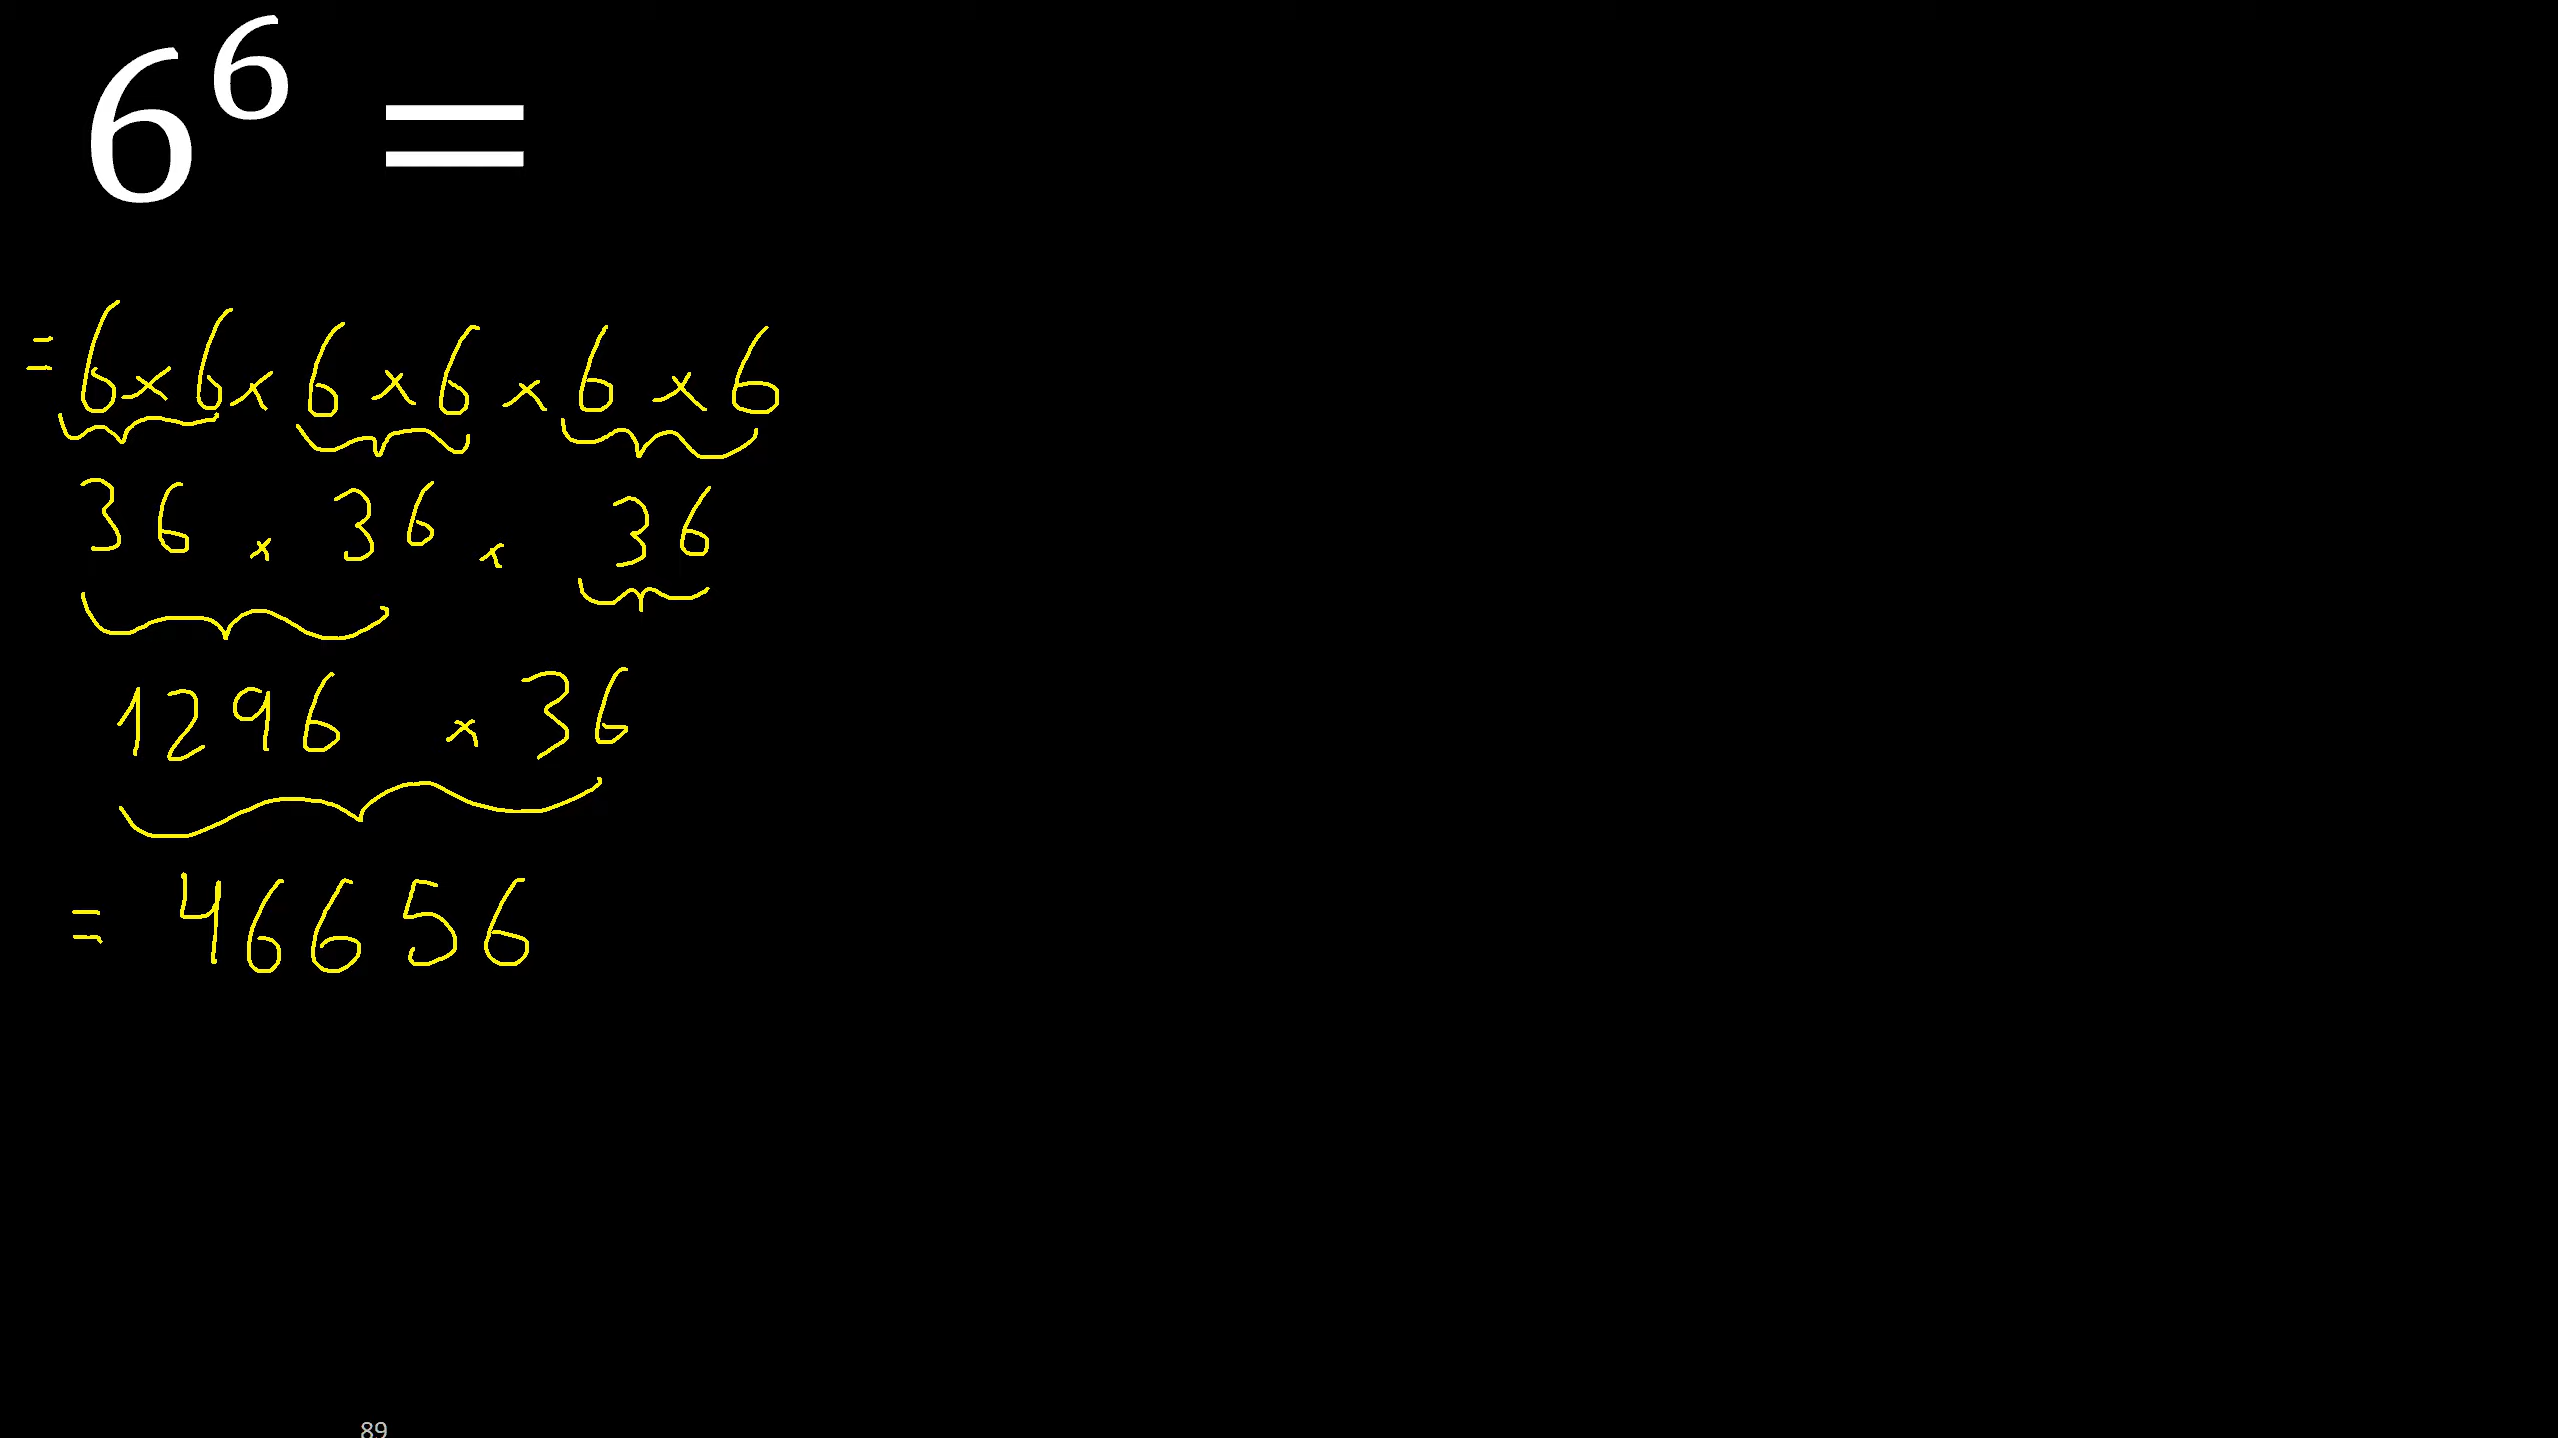 6⁶ =
= 6 × 6 × 6 × 6 × 6 × 6
36 × 36 × 36
1296 × 36
= 46656
89